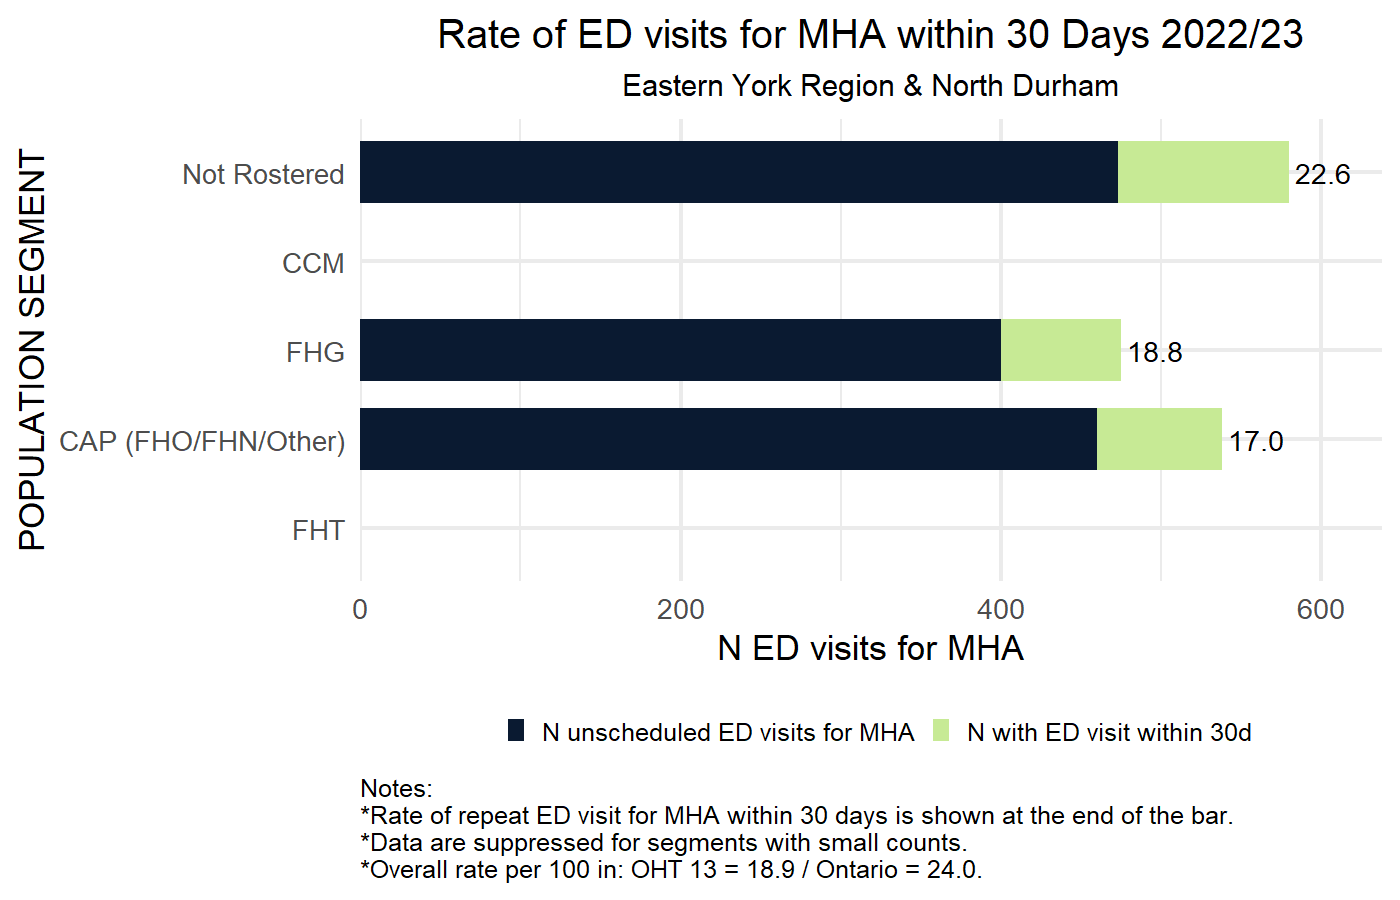 Rate of ED visits for MHA within 30 Days 2022/23
Eastern York Region & North Durham
POPULATION SEGMENT
Not Rostered
22.6
CCM
FHG
18.8
CAP (FHO/FHN/Other)
17.0
FHT
0
200
400
600
N ED visits for MHA
N unscheduled ED visits for MHA
N with ED visit within 30d
Notes:
*Rate of repeat ED visit for MHA within 30 days is shown at the end of the bar.
*Data are suppressed for segments with small counts.
*Overall rate per 100 in: OHT 13 = 18.9 / Ontario = 24.0.